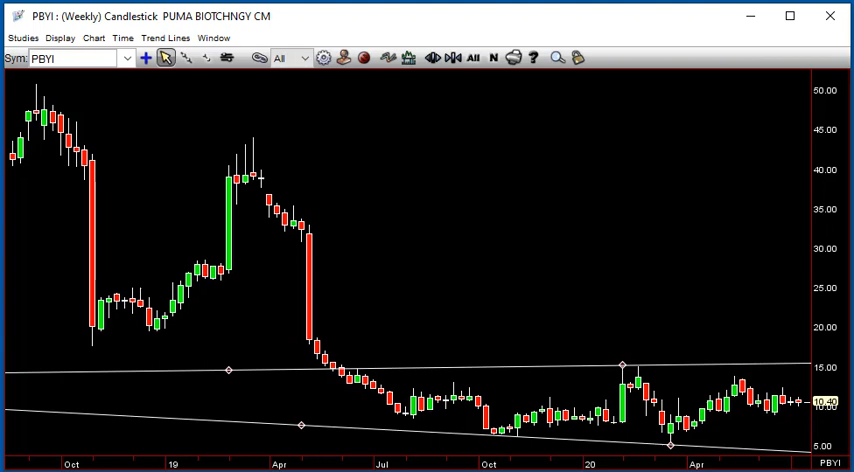 PBYI : (Weekly) Candlestick PUMA BIOTCHNGY CM
Studies Display Chart Time Trend Lines Window
Sym: PBYI All All N ?
50.00
45.00
40.00
35.00
30.00
25.00
20.00
15.00
10.40
10.00
5.00
Oct 19 Apr Jul Oct 20 Apr PBYI